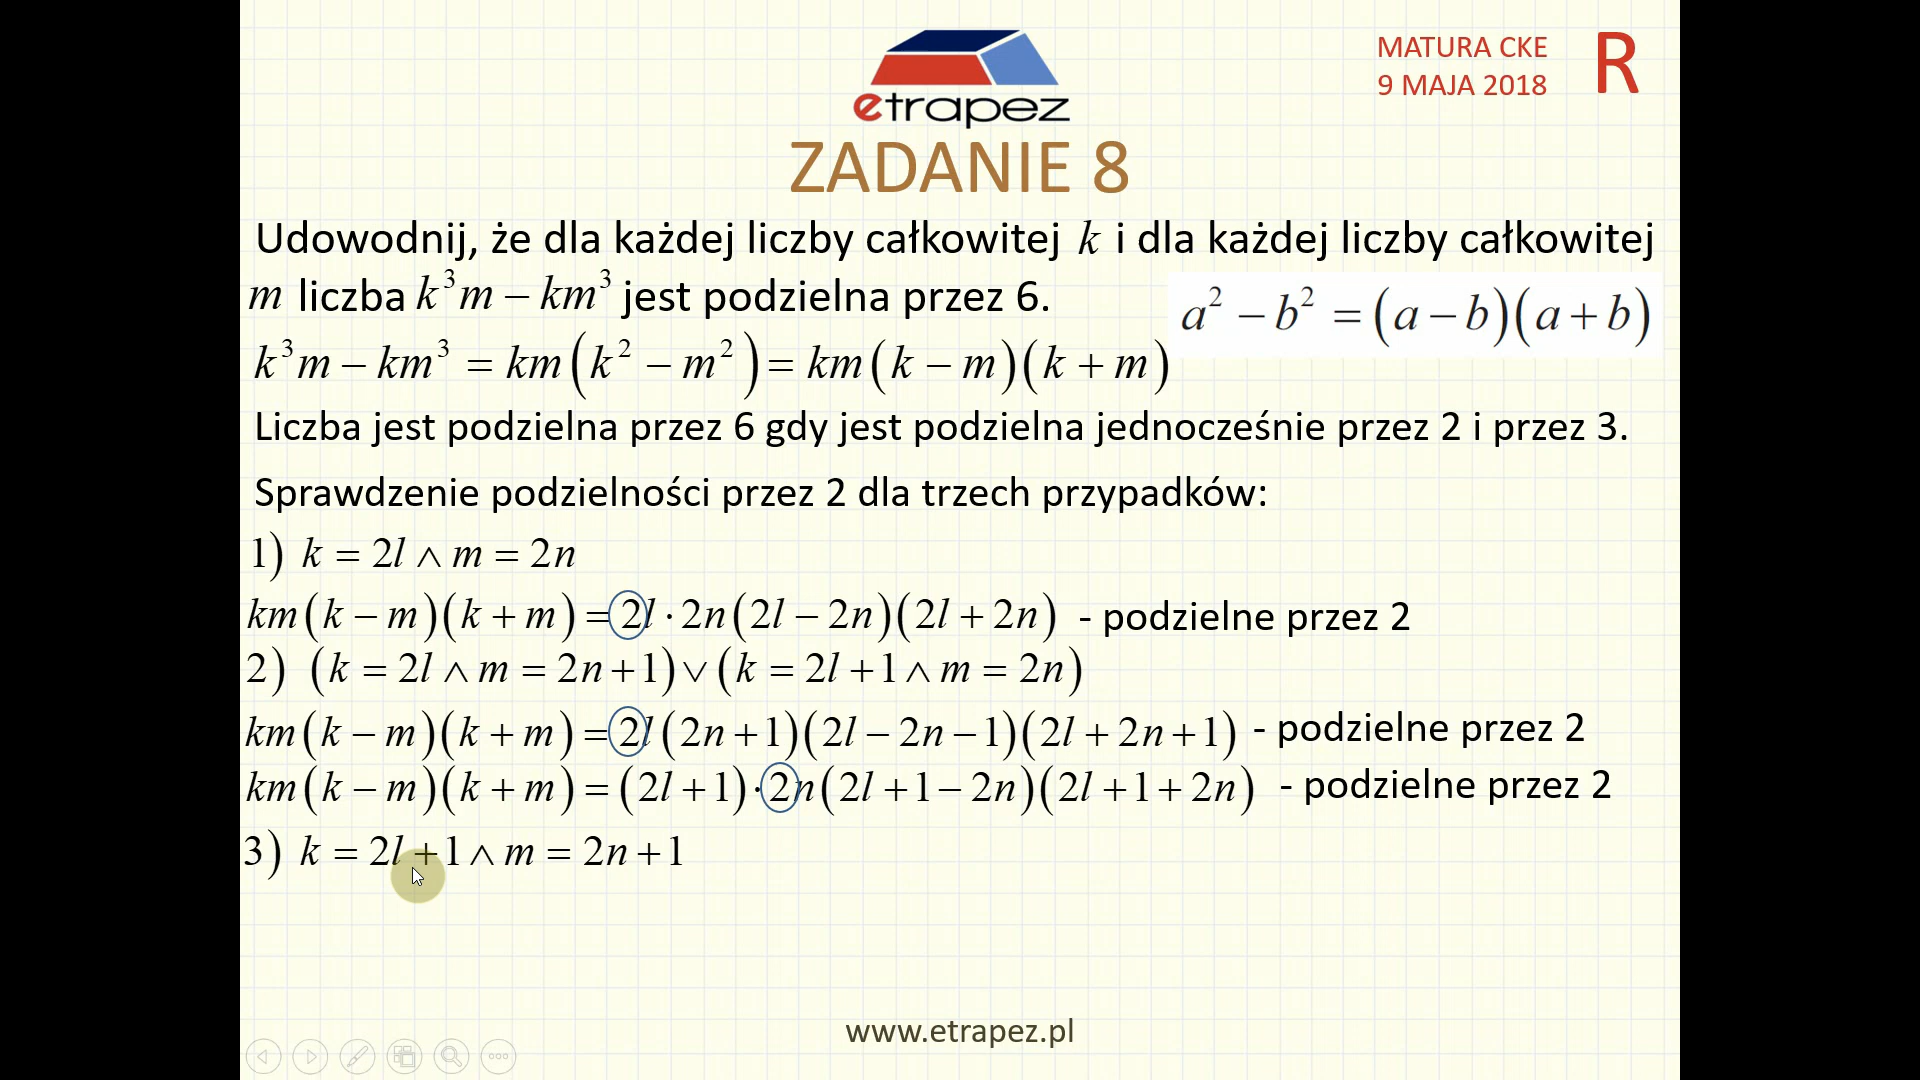 MATURA CKE
9 MAJA 2018
R
etrapez
ZADANIE 8
Udowodnij, że dla każdej liczby całkowitej k i dla każdej liczby całkowitej
m liczba k³m − km³ jest podzielna przez 6.
a² − b² = (a − b)(a + b)
k³m − km³ = km(k² − m²) = km(k − m)(k + m)
Liczba jest podzielna przez 6 gdy jest podzielna jednocześnie przez 2 i przez 3.
Sprawdzenie podzielności przez 2 dla trzech przypadków:
1) k = 2l ∧ m = 2n
km(k − m)(k + m) = 2l · 2n(2l − 2n)(2l + 2n) - podzielne przez 2
2) (k = 2l ∧ m = 2n + 1) ∨ (k = 2l + 1 ∧ m = 2n)
km(k − m)(k + m) = 2l(2n + 1)(2l − 2n − 1)(2l + 2n + 1) - podzielne przez 2
km(k − m)(k + m) = (2l + 1) · 2n(2l + 1 − 2n)(2l + 1 + 2n) - podzielne przez 2
3) k = 2l + 1 ∧ m = 2n + 1
www.etrapez.pl